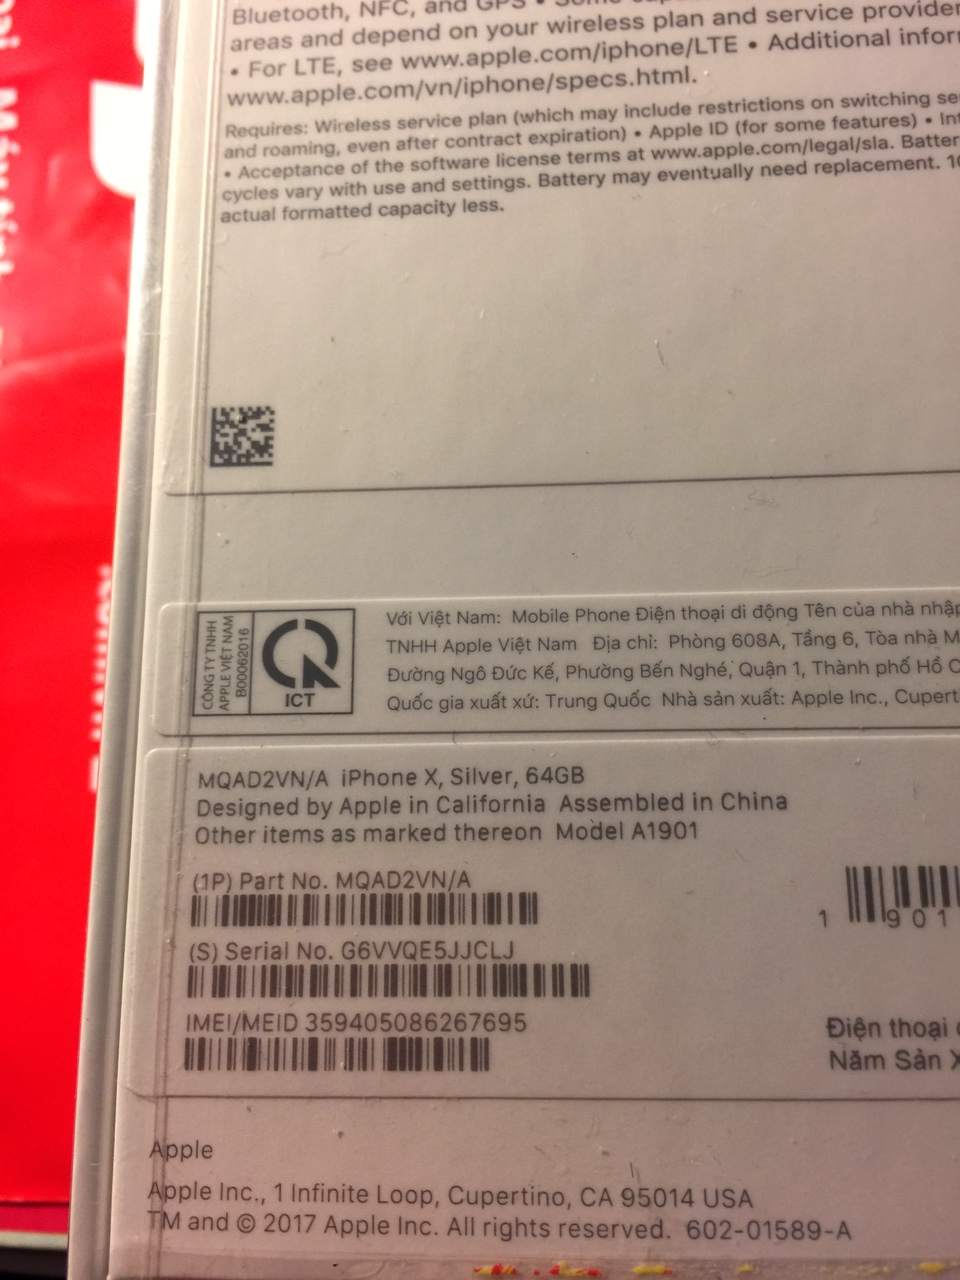 Bluetooth, NFC, and GPS •
areas and depend on your wireless plan and service provider
• For LTE, see www.apple.com/iphone/LTE • Additional
www.apple.com/vn/iphone/specs.html.
Requires: Wireless service plan (which may include restrictions on switching
and roaming, even after contract expiration) • Apple ID (for some features) •
• Acceptance of the software license terms at www.apple.com/legal/sla.
cycles vary with use and settings. Battery may eventually need replacement.
actual formatted capacity less.
CÔNG TY TNHH
APPLE VIỆT NAM
B00062016
ICT
Với Việt Nam: Mobile Phone Điện thoại di động Tên của nhà nhập
TNHH Apple Việt Nam Địa chỉ: Phòng 608A, Tầng 6, Tòa nhà
Đường Ngô Đức Kế, Phường Bến Nghé, Quận 1, Thành phố Hồ
Quốc gia xuất xứ: Trung Quốc Nhà sản xuất: Apple Inc.,
MQAD2VN/A iPhone X, Silver, 64GB
Designed by Apple in California Assembled in China
Other items as marked thereon Model A1901
(1P) Part No. MQAD2VN/A
1 901
(S) Serial No. G6VVQE5JJCLJ
IMEI/MEID 359405086267695
Điện thoại
Năm Sản
Apple
Apple Inc., 1 Infinite Loop, Cupertino, CA 95014 USA
TM and © 2017 Apple Inc. All rights reserved. 602-01589-A